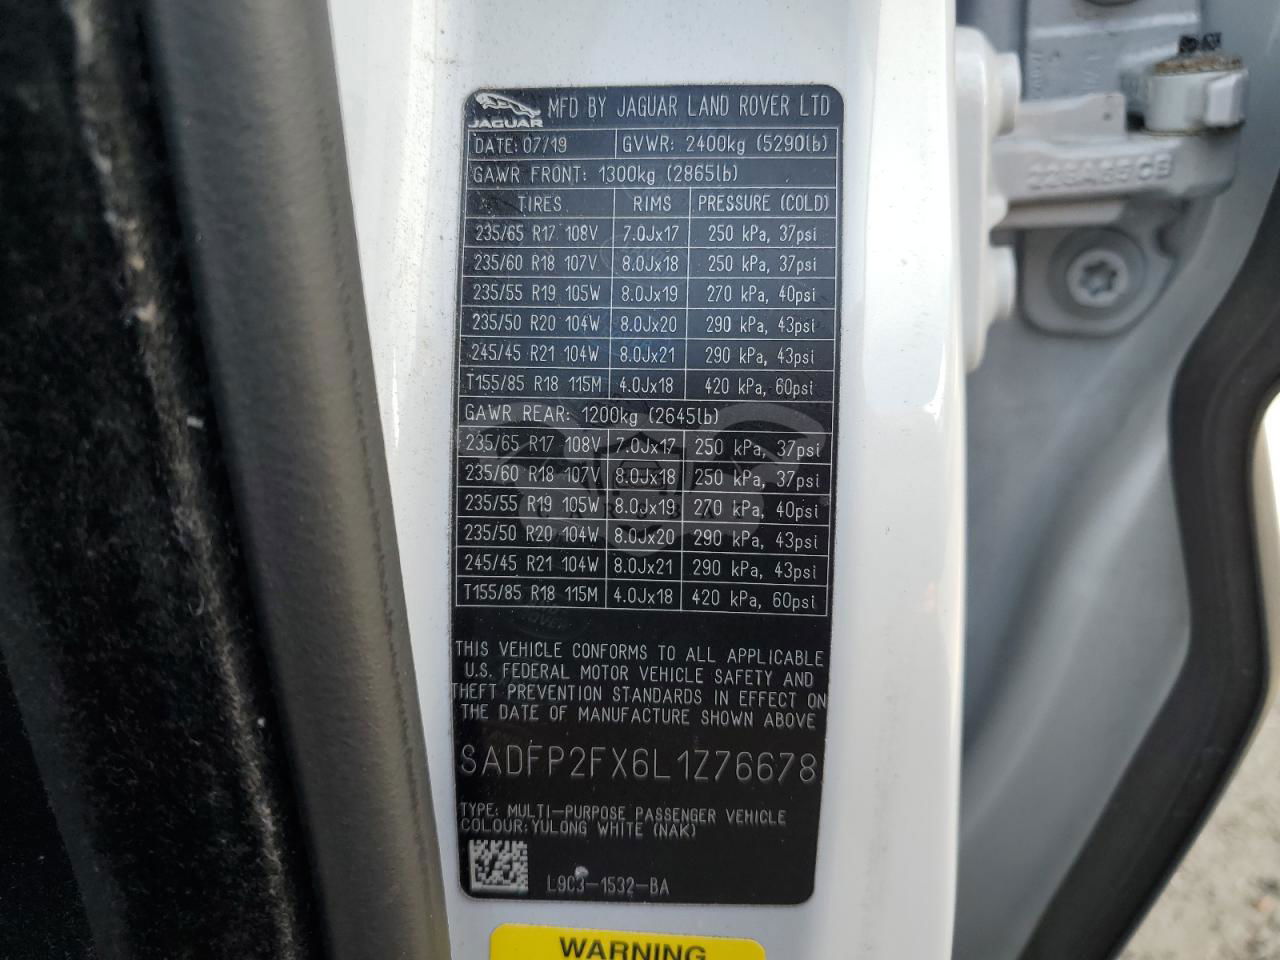 JAGUAR MFD BY JAGUAR LAND ROVER LTD
DATE: 07/19 GVWR: 2400kg (5290lb)
GAWR FRONT: 1300kg (2865lb)
TIRES RIMS PRESSURE (COLD)
235/65 R17 108V 7.0Jx17 250 kPa, 37psi
235/60 R18 107V 8.0Jx18 250 kPa, 37psi
235/55 R19 105W 8.0Jx19 270 kPa, 40psi
235/50 R20 104W 8.0Jx20 290 kPa, 43psi
245/45 R21 104W 8.0Jx21 290 kPa, 43psi
T155/85 R18 115M 4.0Jx18 420 kPa, 60psi
GAWR REAR: 1200kg (2645lb)
235/65 R17 108V 7.0Jx17 250 kPa, 37psi
235/60 R18 107V 8.0Jx18 250 kPa, 37psi
235/55 R19 105W 8.0Jx19 270 kPa, 40psi
235/50 R20 104W 8.0Jx20 290 kPa, 43psi
245/45 R21 104W 8.0Jx21 290 kPa, 43psi
T155/85 R18 115M 4.0Jx18 420 kPa, 60psi
THIS VEHICLE CONFORMS TO ALL APPLICABLE
U.S. FEDERAL MOTOR VEHICLE SAFETY AND
THEFT PREVENTION STANDARDS IN EFFECT ON
THE DATE OF MANUFACTURE SHOWN ABOVE
SADFP2FX6L1Z76678
TYPE: MULTI-PURPOSE PASSENGER VEHICLE
COLOUR:YULONG WHITE (NAK)
L9C3-1532-BA
WARNING